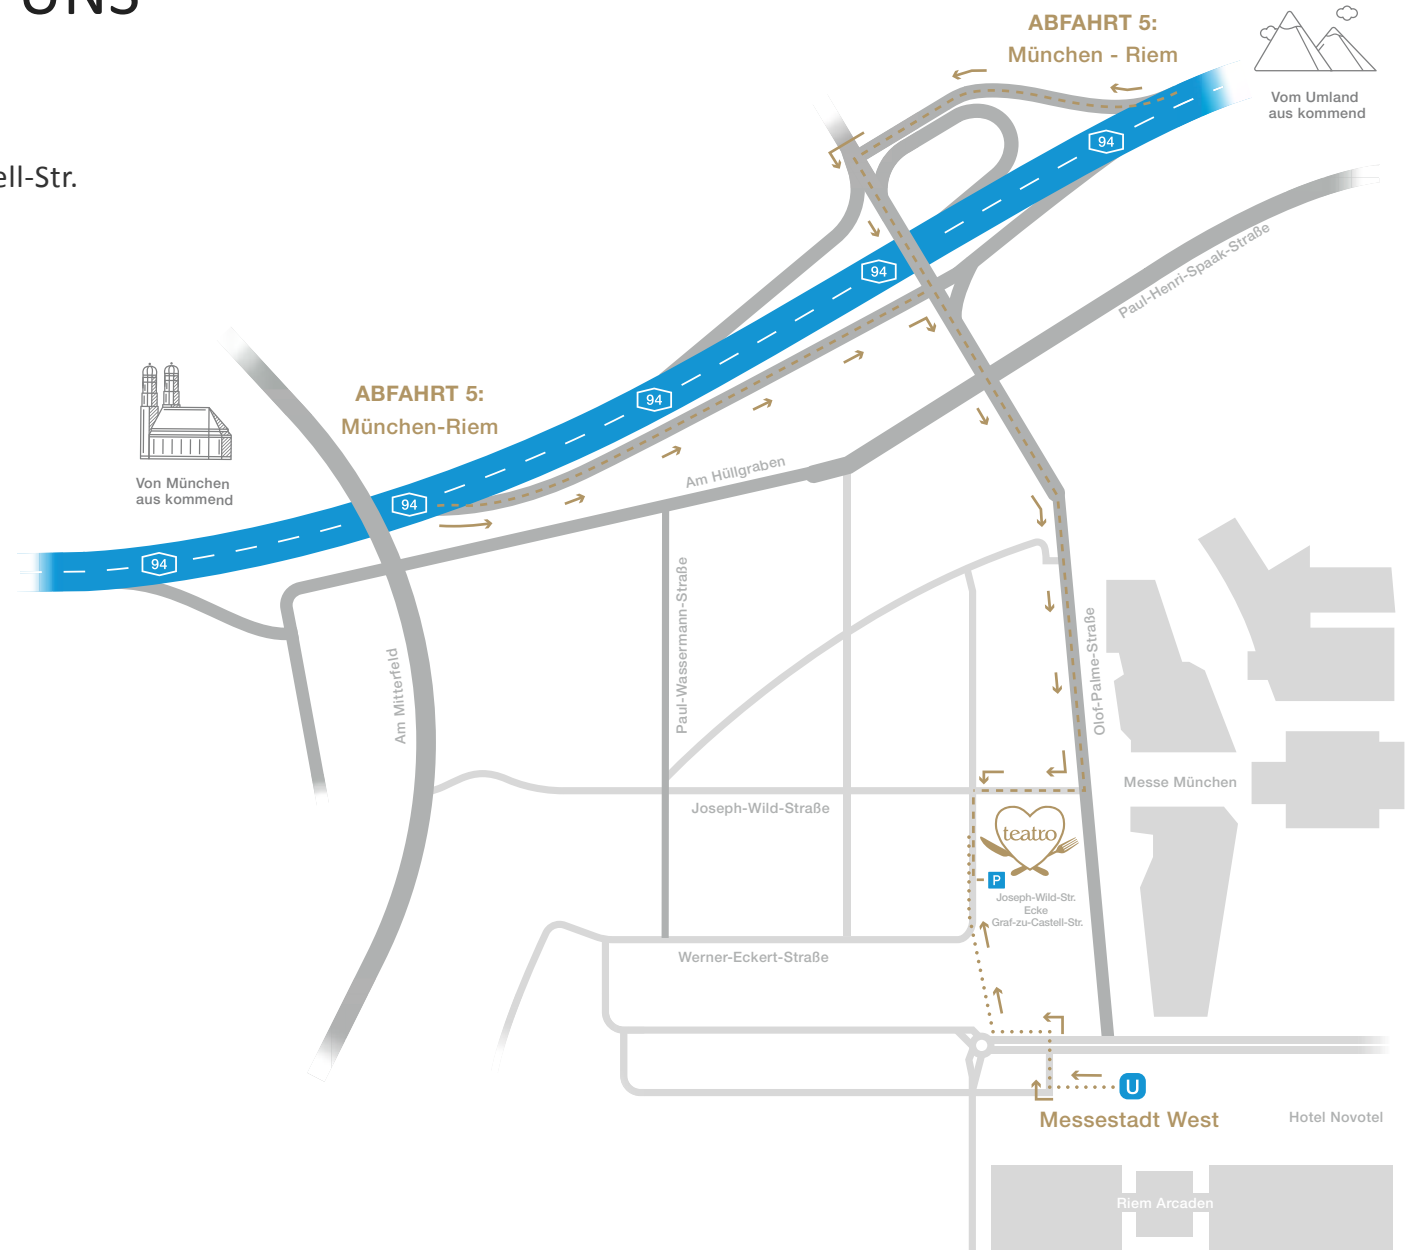 UNS
ell-Str.
ABFAHRT 5:
München - Riem
Vom Umland
aus kommend
94
94
Paul-Henri-Spaak-Straße
94
ABFAHRT 5:
München-Riem
Von München
aus kommend
94
94
Am Hüllgraben
Am Mitterfeld
Paul-Wassermann-Straße
Olof-Palme-Straße
Messe München
Joseph-Wild-Straße
teatro
P
Joseph-Wild-Str.
Ecke
Graf-zu-Castell-Str.
Werner-Eckert-Straße
U
Messestadt West
Hotel Novotel
Riem Arcaden